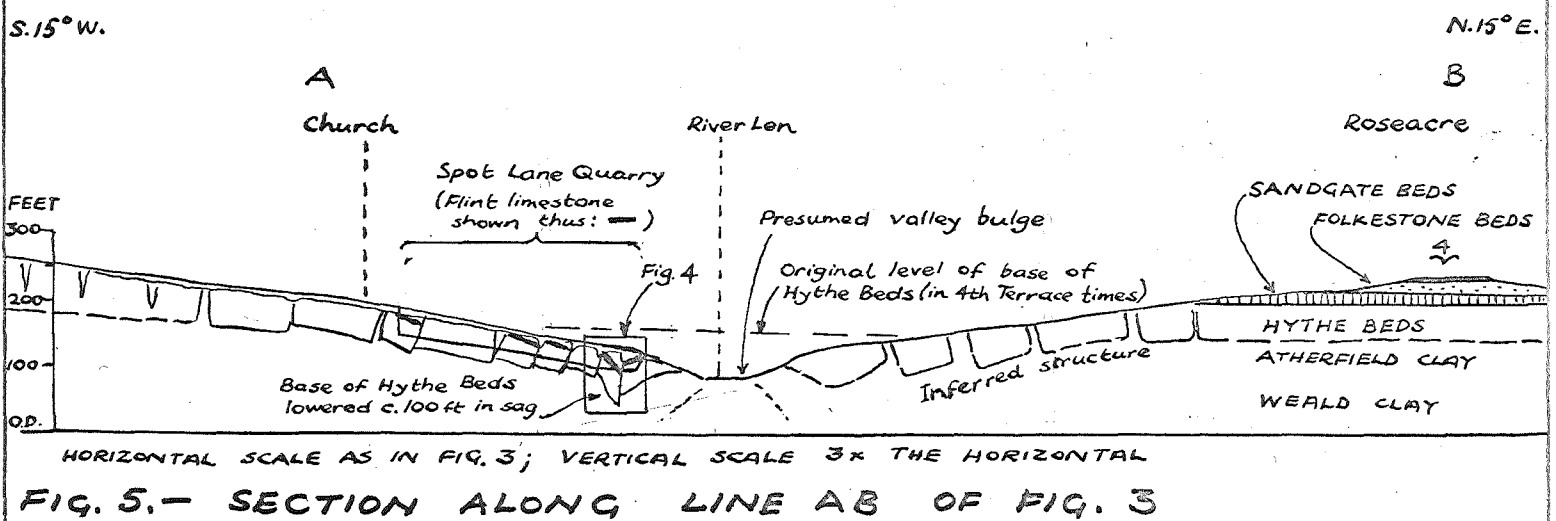 S.15° W.
N.15° E.
A
B
Church
River Len
Roseacre
Spot Lane Quarry
(Flint limestone
shown thus: )
SANDGATE BEDS
FOLKESTONE BEDS
4
FEET
300
200
100
O.D.
Presumed valley bulge
Fig. 4
Original level of base of
Hythe Beds (in 4th Terrace times)
HYTHE BEDS
ATHERFIELD CLAY
WEALD CLAY
Inferred structure
Base of Hythe Beds
lowered c.100 ft in sag
HORIZONTAL SCALE AS IN FIG. 3; VERTICAL SCALE 3x THE HORIZONTAL
FIG. 5.— SECTION ALONG LINE AB OF FIG. 3